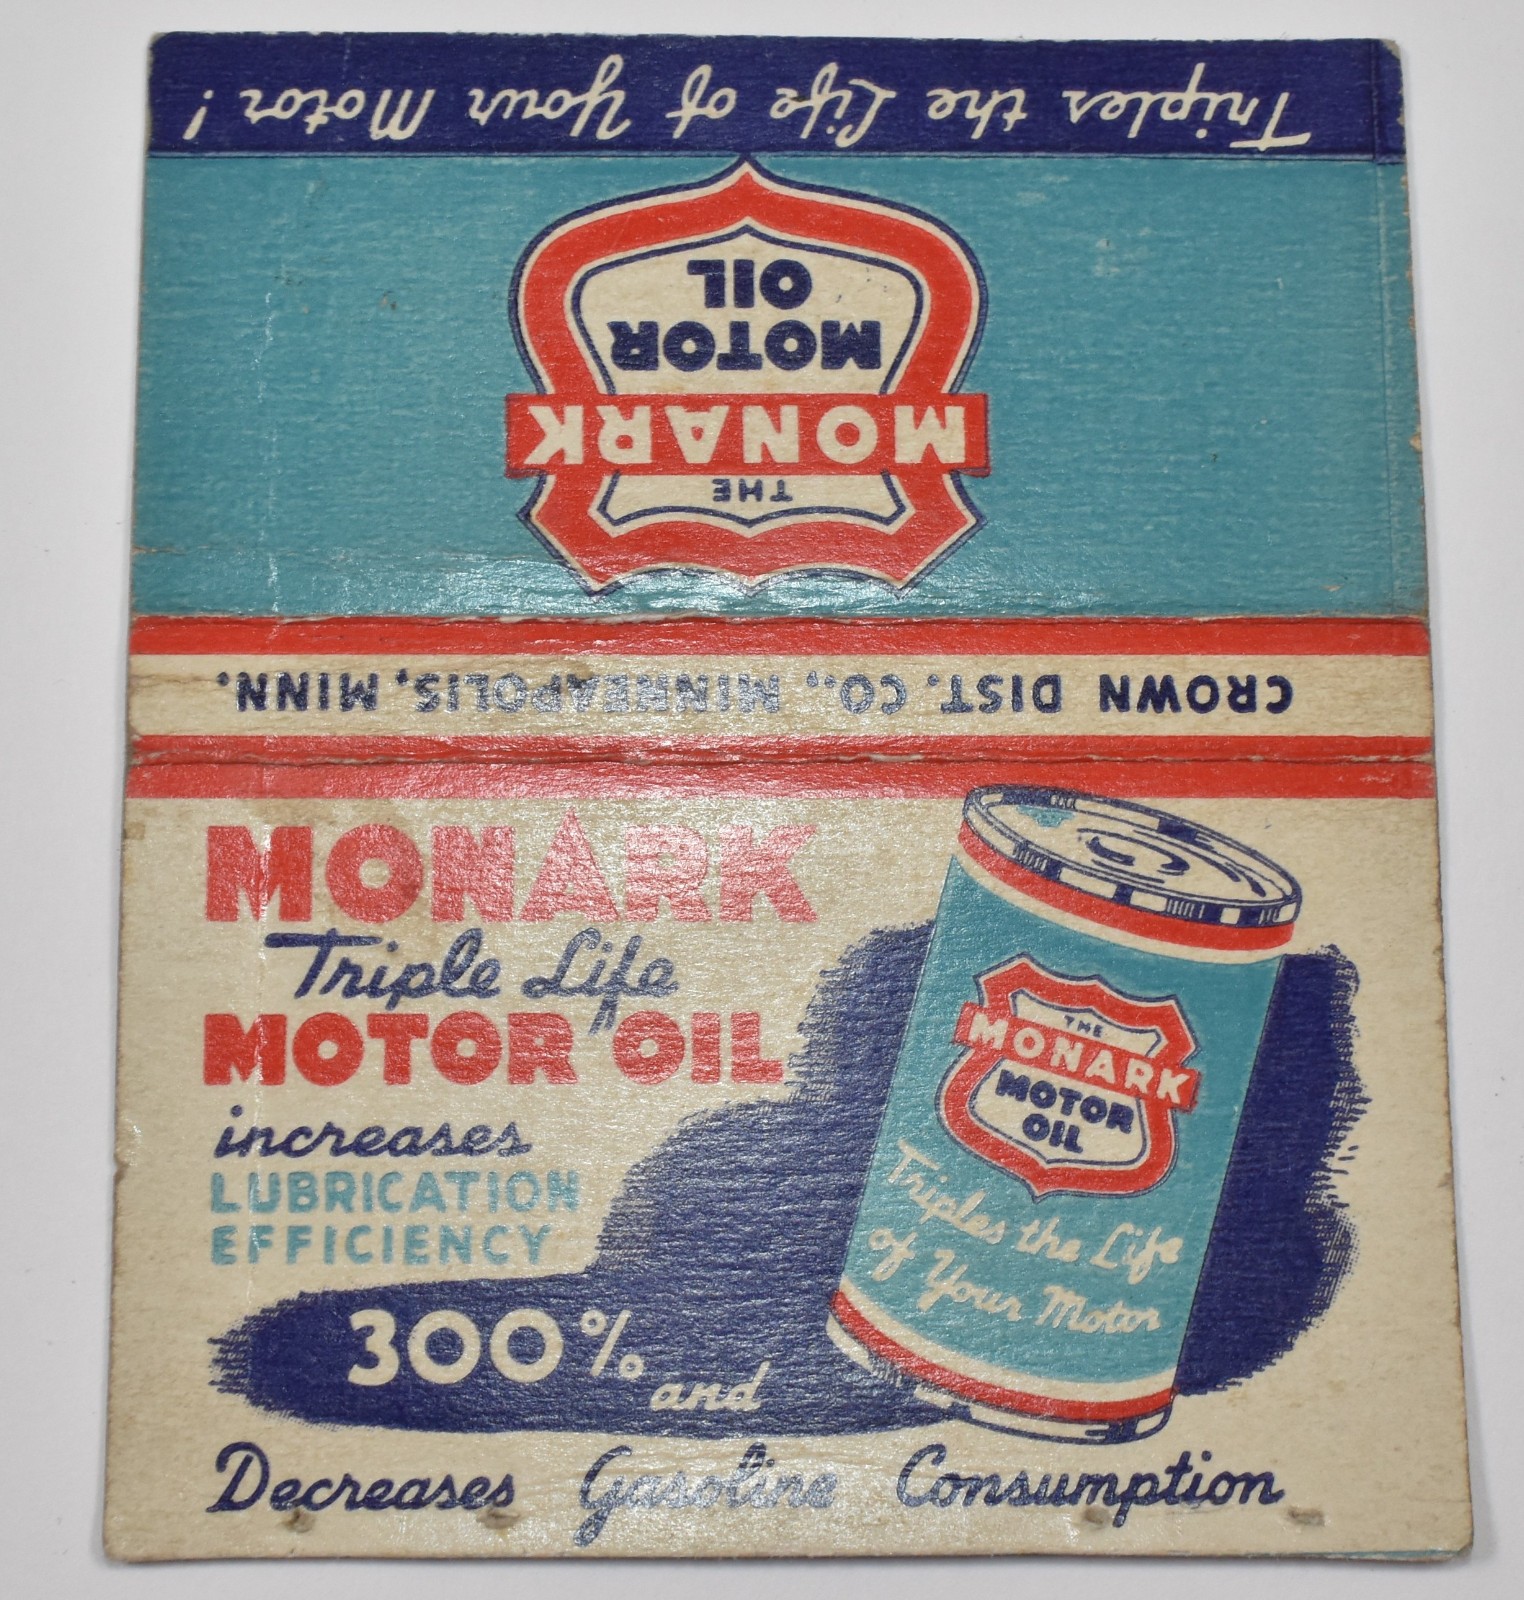 Triples the Life of Your Motor!
THE
MONARK
MOTOR
OIL
CROWN DIST. CO., MINNEAPOLIS, MINN.
MONARK
Triple Life
MOTOR OIL
increases
LUBRICATION
EFFICIENCY
300% and
Decreases Gasoline Consumption
THE
MONARK
MOTOR
OIL
Triples the Life
of Your Motor